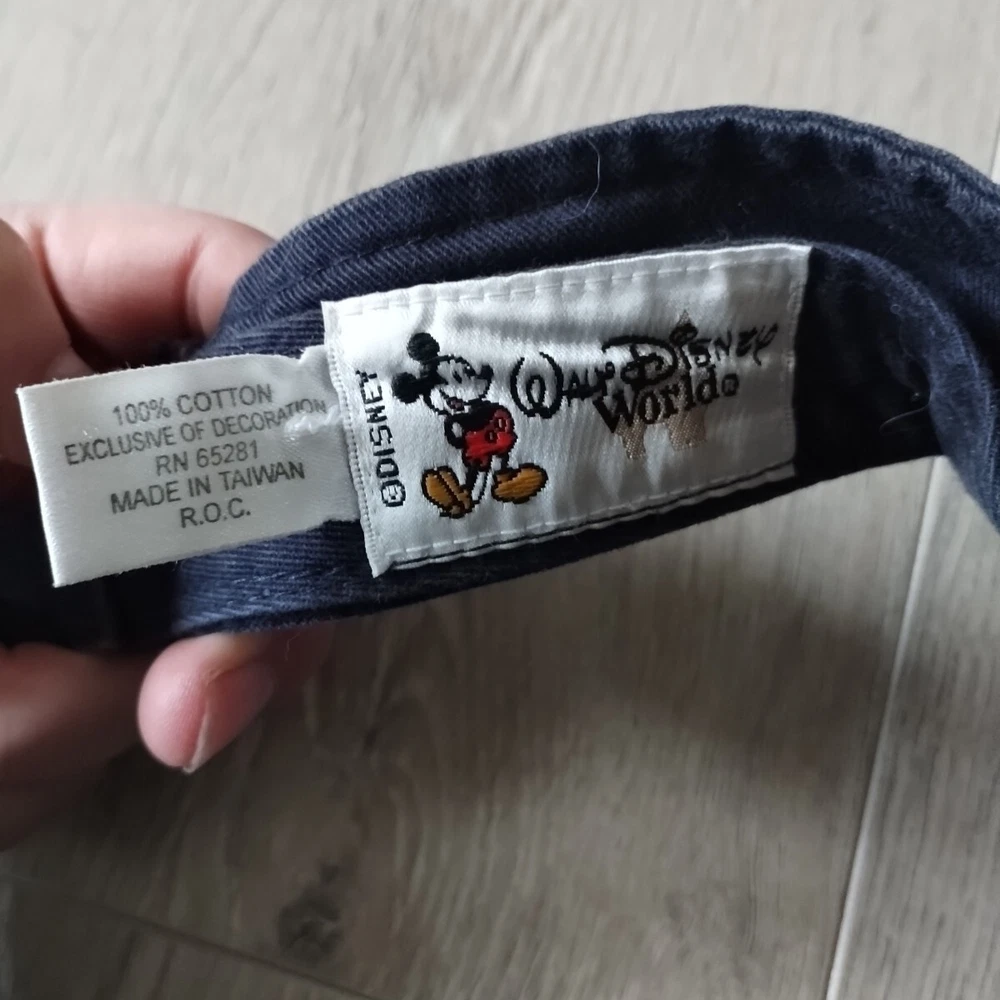 100% COTTON
EXCLUSIVE OF DECORATION
RN 65281
MADE IN TAIWAN
R.O.C.
©DISNEY
WALT DISNEY
World®